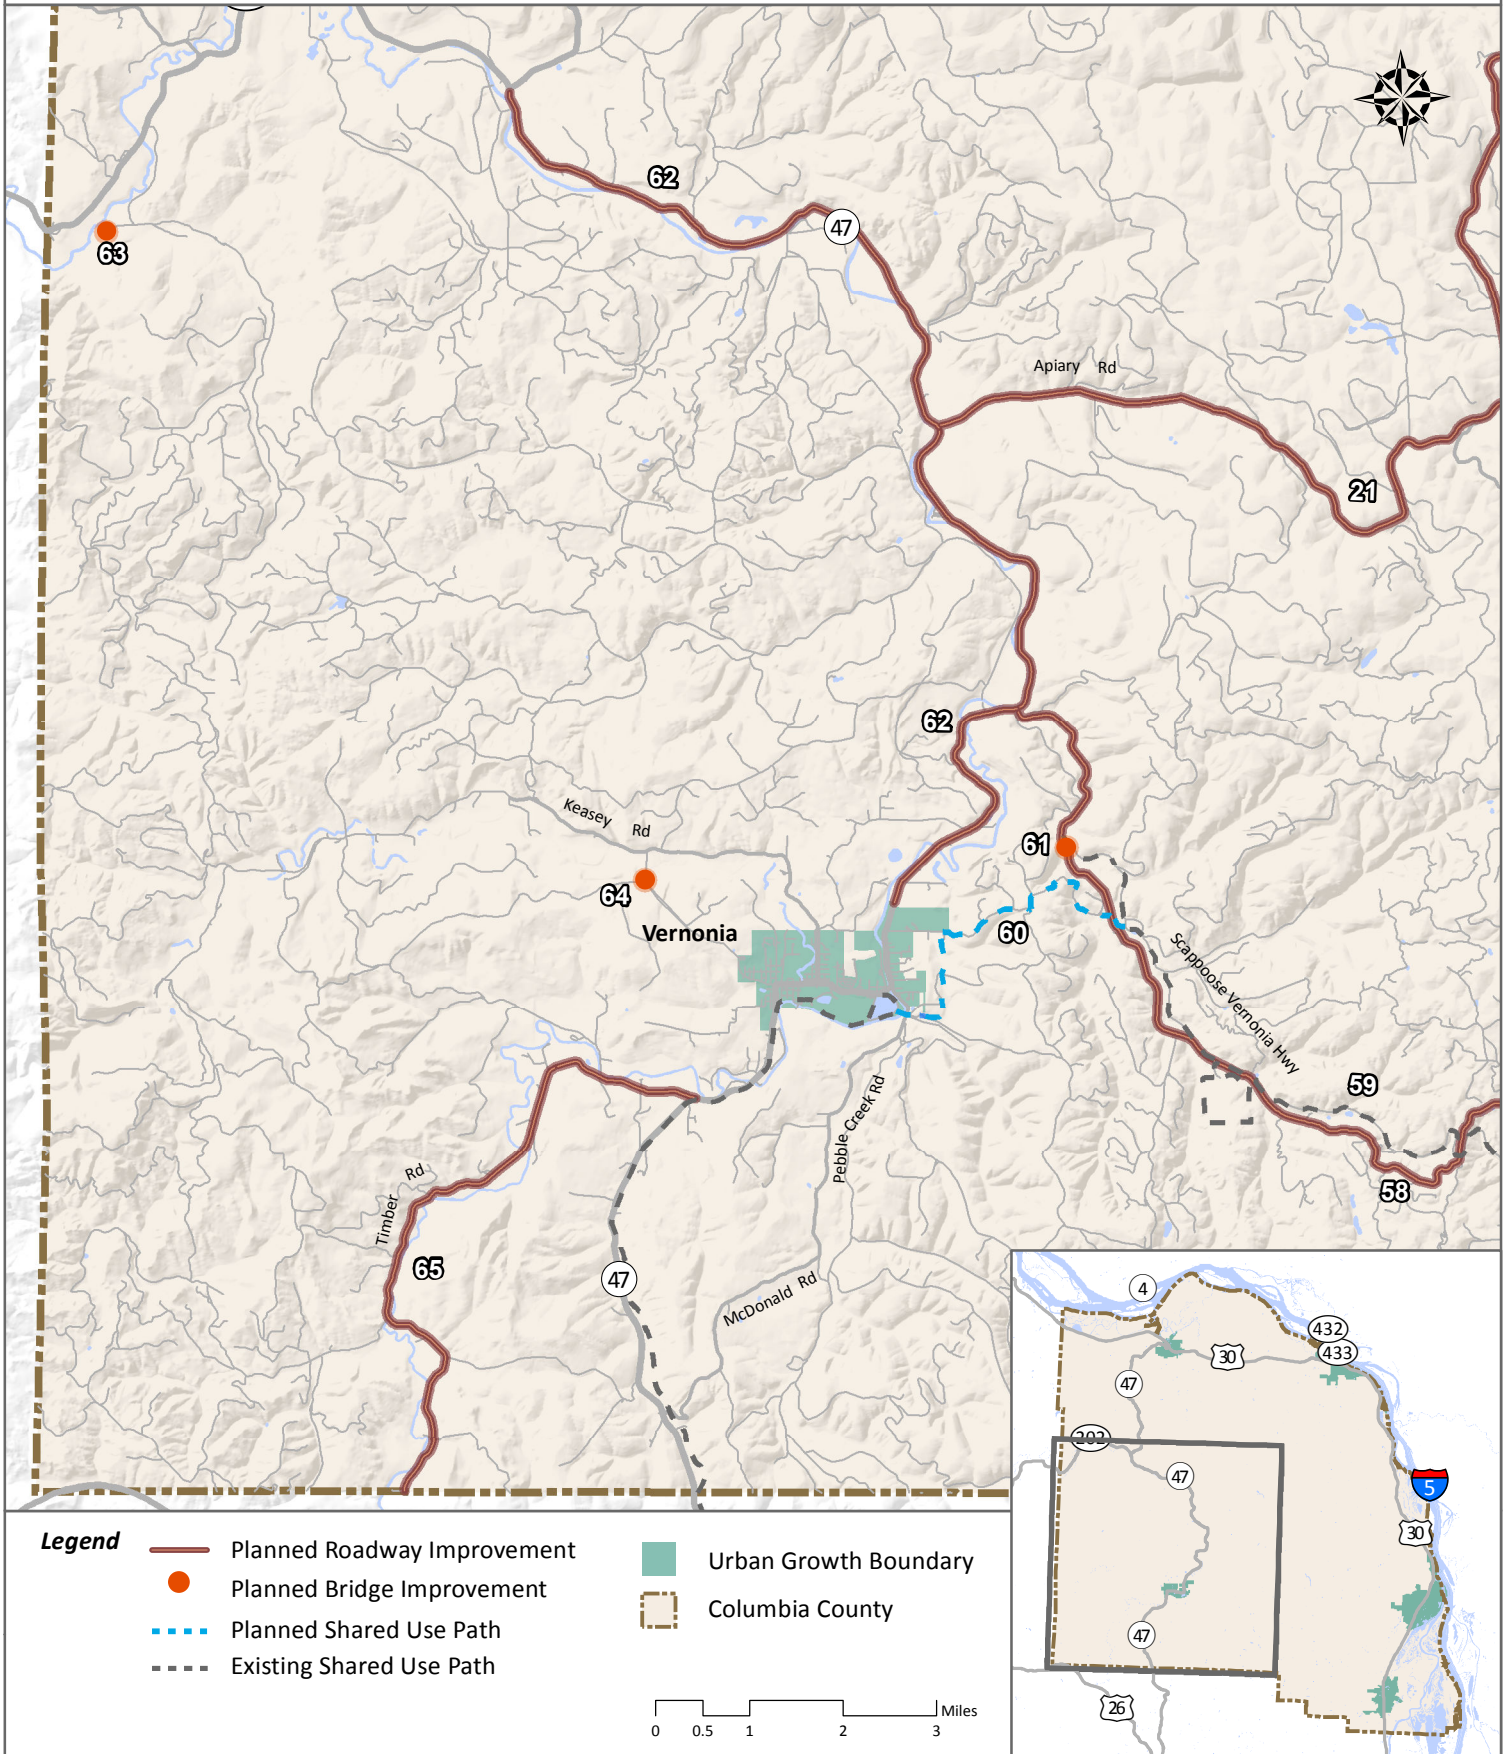 62
47
63
Apiary Rd
21
62
Keasey Rd
61
64
Vernonia
60
Scappoose Vernonia Hwy
59
Pebble Creek Rd
58
Timber Rd
65
47
McDonald Rd
4
432
433
30
47
202
47
5
30
47
26
Legend
Planned Roadway Improvement
Planned Bridge Improvement
Planned Shared Use Path
Existing Shared Use Path
Urban Growth Boundary
Columbia County
Miles
0 0.5 1 2 3